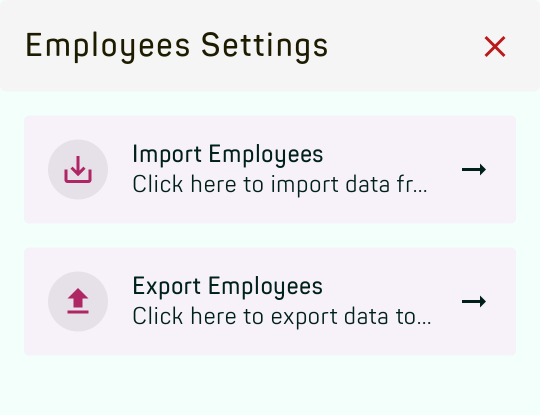 Employees Settings
Import Employees
Click here to import data fr...
Export Employees
Click here to export data to...